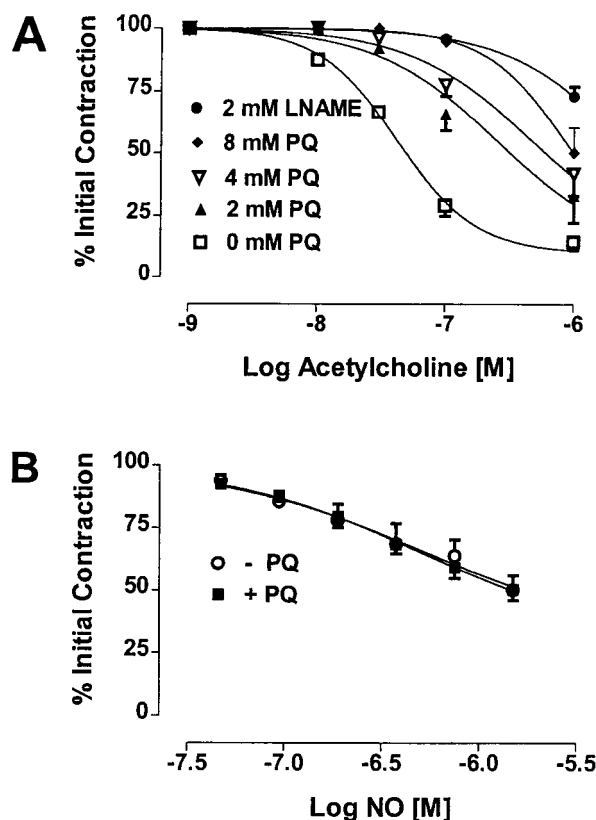 A
% Initial Contraction
100
75
50
25
0
2 mM LNAME
8 mM PQ
4 mM PQ
2 mM PQ
0 mM PQ
-9
-8
-7
-6
Log Acetylcholine [M]
B
% Initial Contraction
100
75
50
25
0
- PQ
+ PQ
-7.5
-7.0
-6.5
-6.0
-5.5
Log NO [M]